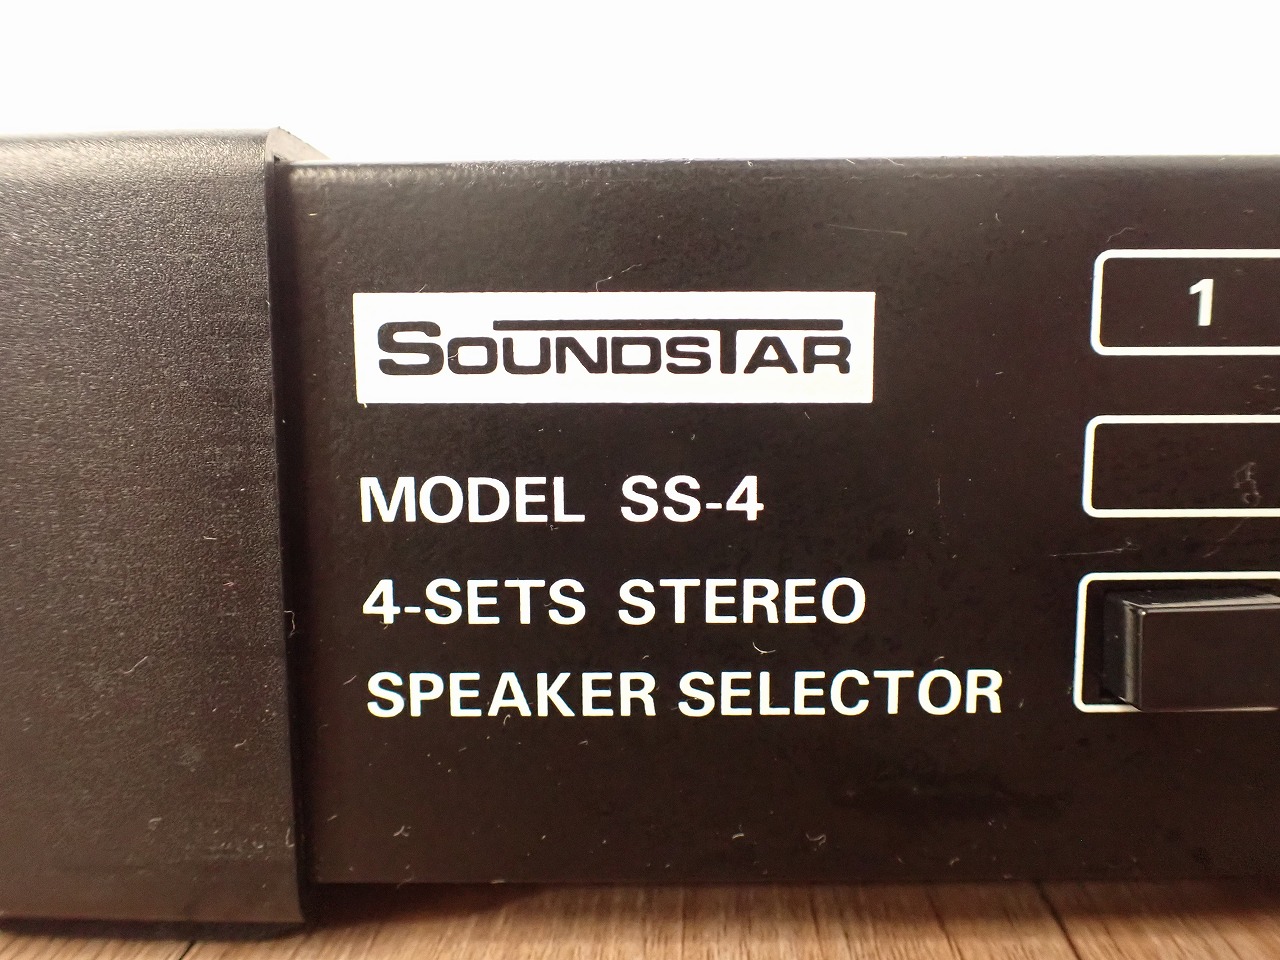 SOUNDSTAR
MODEL SS-4
4-SETS STEREO
SPEAKER SELECTOR
1